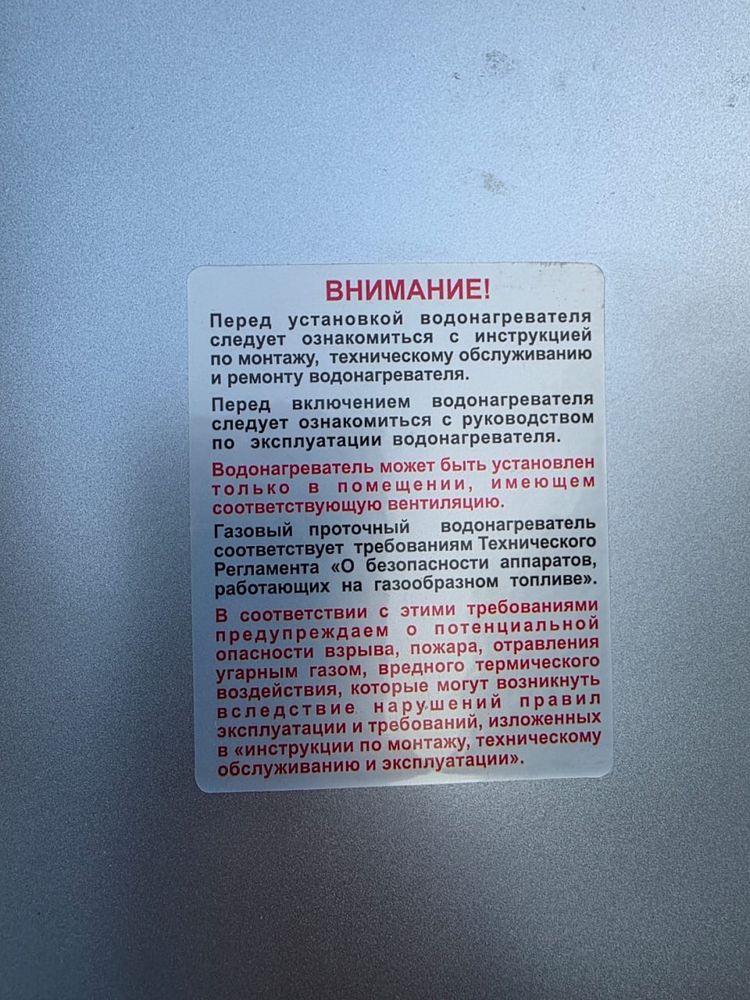 ВНИМАНИЕ!
Перед установкой водонагревателя
следует ознакомиться с инструкцией
по монтажу, техническому обслуживанию
и ремонту водонагревателя.
Перед включением водонагревателя
следует ознакомиться с руководством
по эксплуатации водонагревателя.
Водонагреватель может быть установлен
только в помещении, имеющем
соответствующую вентиляцию.
Газовый проточный водонагреватель
соответствует требованиям Технического
Регламента «О безопасности аппаратов,
работающих на газообразном топливе».
В соответствии с этими требованиями
предупреждаем о потенциальной
опасности взрыва, пожара, отравления
угарным газом, вредного термического
воздействия, которые могут возникнуть
вследствие нарушений правил
эксплуатации и требований, изложенных
в «инструкции по монтажу, техническому
обслуживанию и эксплуатации».